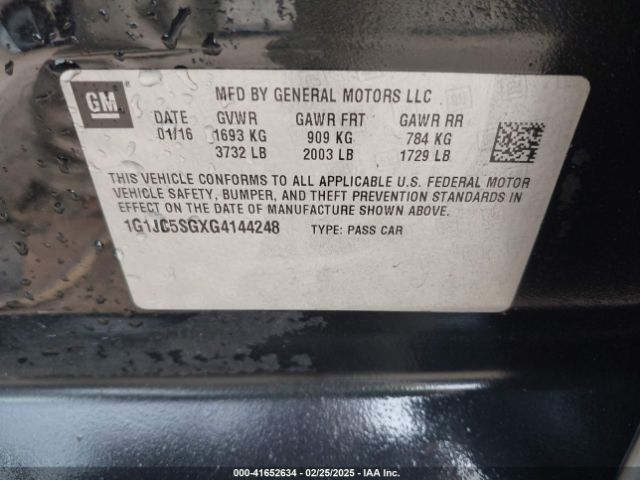 GM
MFD BY GENERAL MOTORS LLC
DATE GVWR GAWR FRT GAWR RR
01/16 1693 KG 909 KG 784 KG
3732 LB 2003 LB 1729 LB
THIS VEHICLE CONFORMS TO ALL APPLICABLE U.S. FEDERAL MOTOR
VEHICLE SAFETY, BUMPER, AND THEFT PREVENTION STANDARDS
IN EFFECT ON THE DATE OF MANUFACTURE SHOWN ABOVE.
1G1JC5SGXG4144248 TYPE: PASS CAR
000-41652634 - 02/25/2025 - IAA Inc.